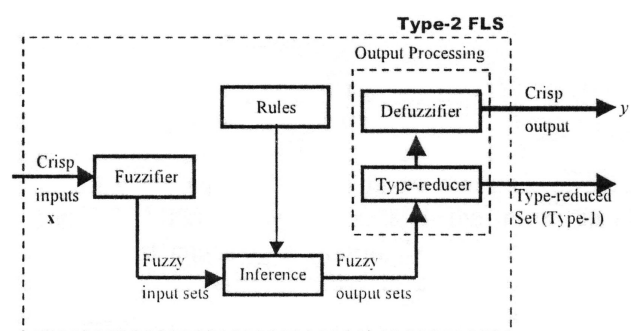 Type-2 FLS
Output Processing
Rules
Defuzzifier
Crisp
output
y
Crisp
inputs
x
Fuzzifier
Type-reducer
Type-reduced
Set (Type-1)
Fuzzy
input sets
Inference
Fuzzy
output sets